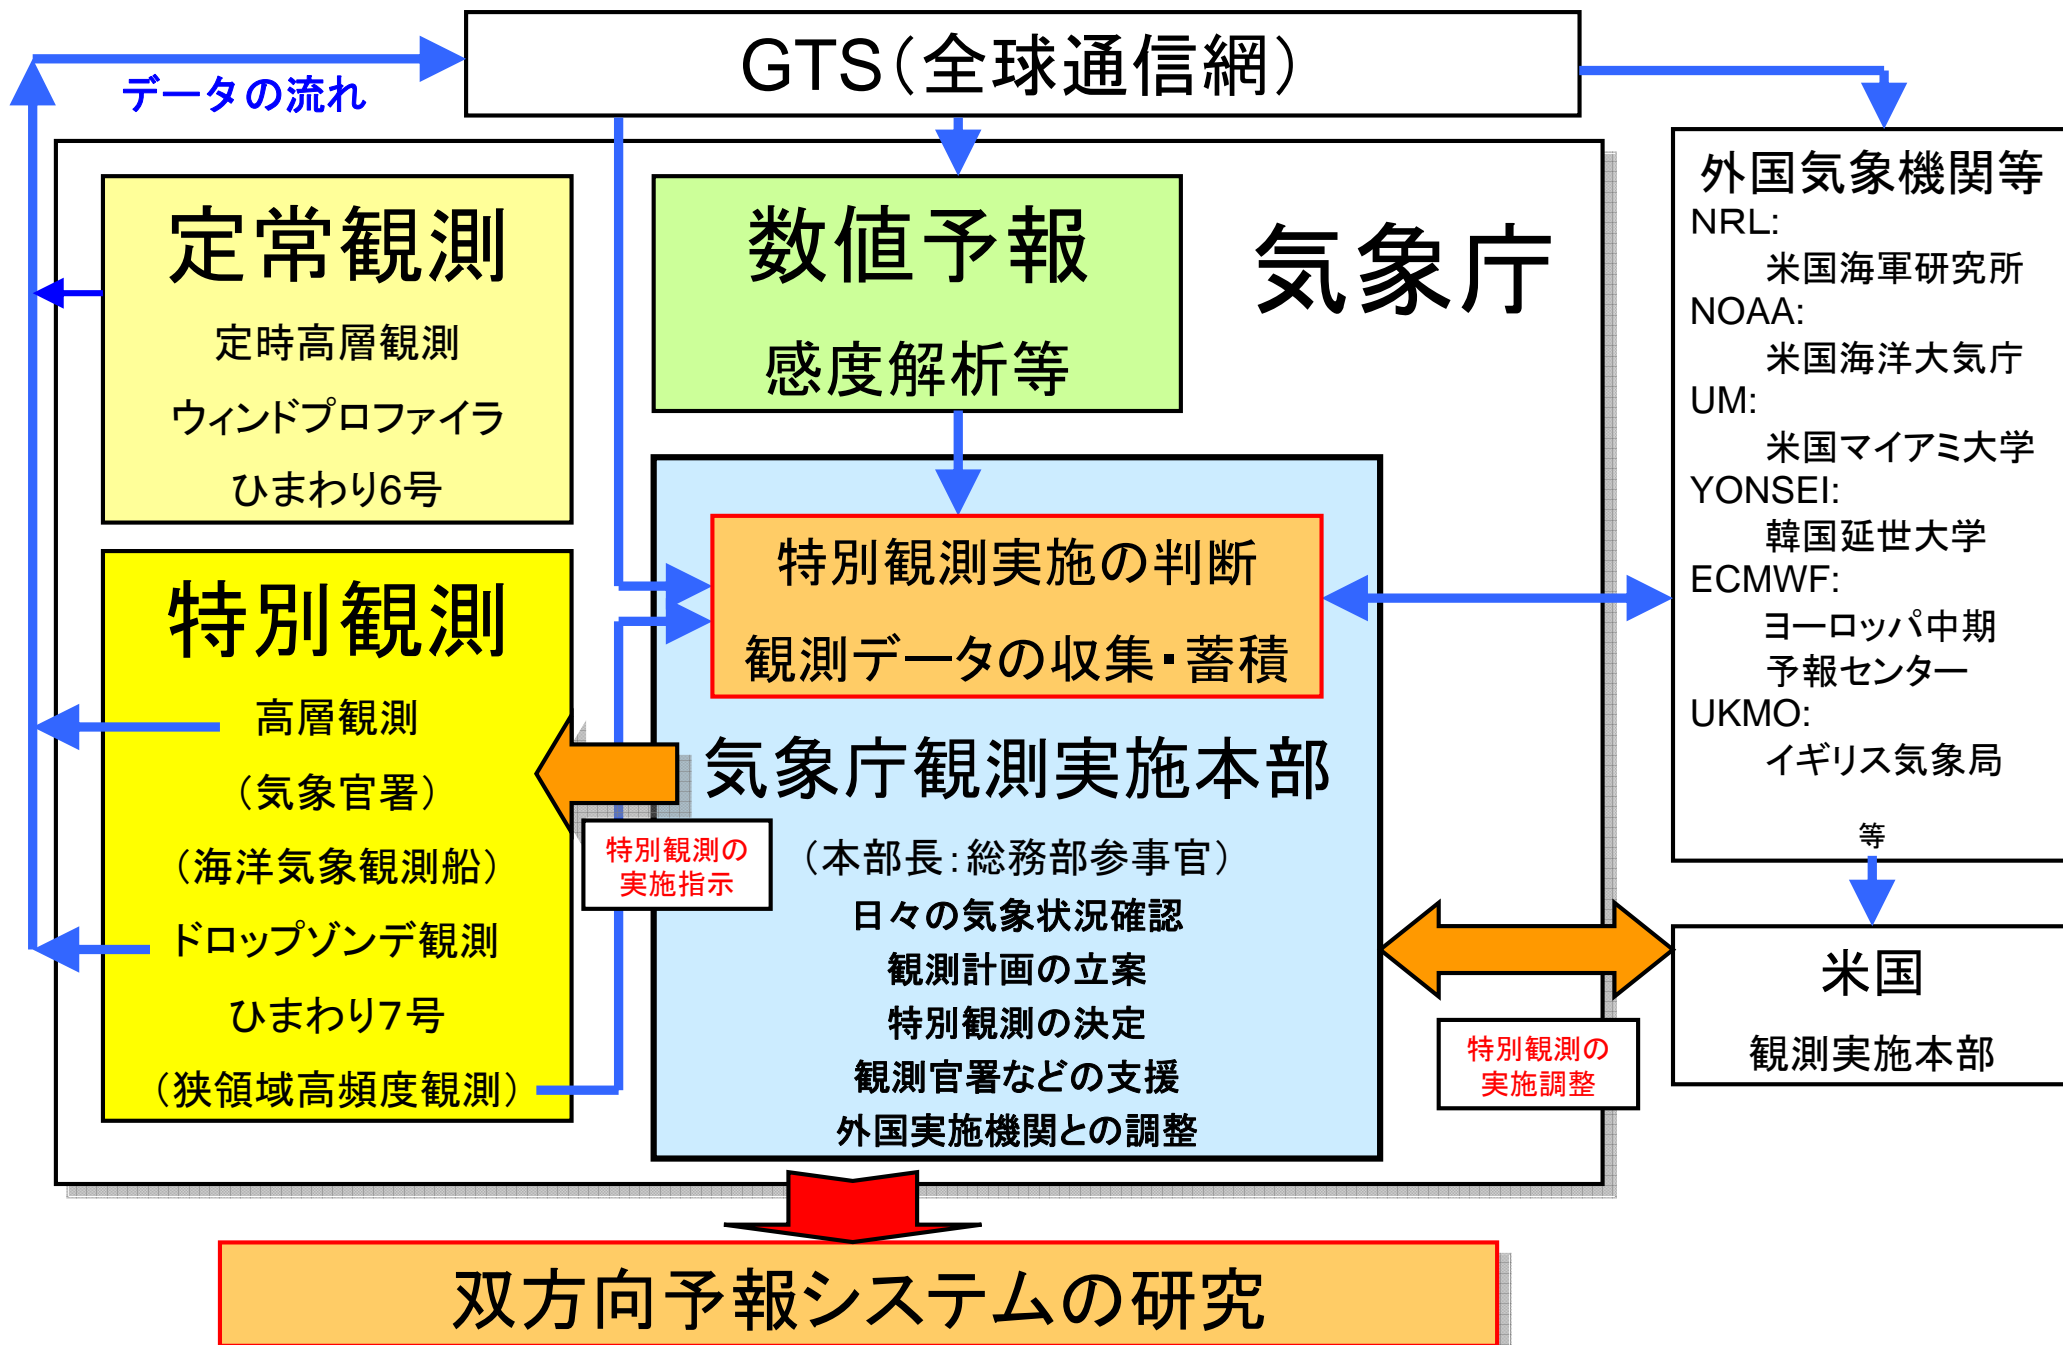 GTS（全球通信網）
データの流れ
気象庁
定常観測
定時高層観測
ウィンドプロファイラ
ひまわり6号
数値予報
感度解析等
外国気象機関等
NRL:
米国海軍研究所
NOAA:
米国海洋大気庁
UM:
米国マイアミ大学
YONSEI:
韓国延世大学
ECMWF:
ヨーロッパ中期
予報センター
UKMO:
イギリス気象局
等
特別観測
高層観測
（気象官署）
（海洋気象観測船）
ドロップゾンデ観測
ひまわり7号
（狭領域高頻度観測）
特別観測実施の判断
観測データの収集・蓄積
気象庁観測実施本部
（本部長：総務部参事官）
日々の気象状況確認
観測計画の立案
特別観測の決定
観測官署などの支援
外国実施機関との調整
特別観測の
実施指示
特別観測の
実施調整
米国
観測実施本部
双方向予報システムの研究